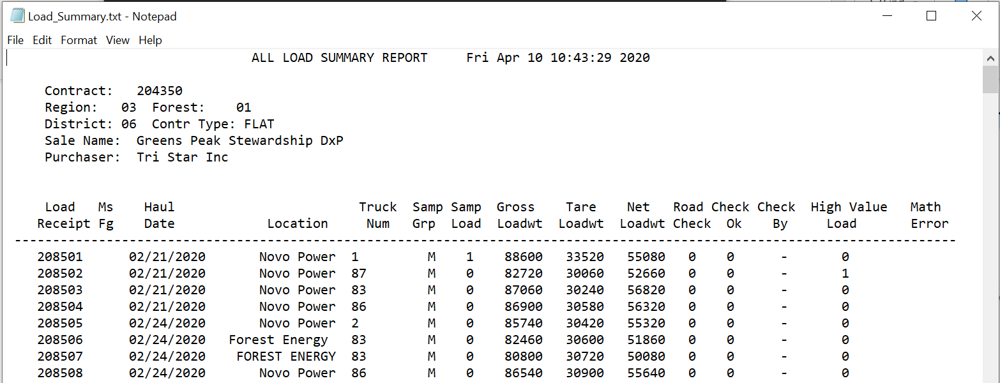 Load_Summary.txt - Notepad
File Edit Format View Help
ALL LOAD SUMMARY REPORT Fri Apr 10 10:43:29 2020
Contract: 204350
Region: 03 Forest: 01
District: 06 Contr Type: FLAT
Sale Name: Greens Peak Stewardship DxP
Purchaser: Tri Star Inc
Load Ms Haul Truck Samp Samp Gross Tare Net Road Check Check High Value Math
Receipt Fg Date Location Num Grp Load Loadwt Loadwt Loadwt Check Ok By Load Error
---------------------------------------------------------------------------------------------------------------------------
208501 02/21/2020 Novo Power 1 M 1 88600 33520 55080 0 0 - 0
208502 02/21/2020 Novo Power 87 M 0 82720 30060 52660 0 0 - 1
208503 02/21/2020 Novo Power 83 M 0 87060 30240 56820 0 0 - 0
208504 02/21/2020 Novo Power 86 M 0 86900 30580 56320 0 0 - 0
208505 02/24/2020 Novo Power 2 M 0 85740 30420 55320 0 0 - 0
208506 02/24/2020 Forest Energy 83 M 0 82460 30600 51860 0 0 - 0
208507 02/24/2020 FOREST ENERGY 83 M 0 80800 30720 50080 0 0 - 0
208508 02/24/2020 Novo Power 86 M 0 86540 30900 55640 0 0 - 0